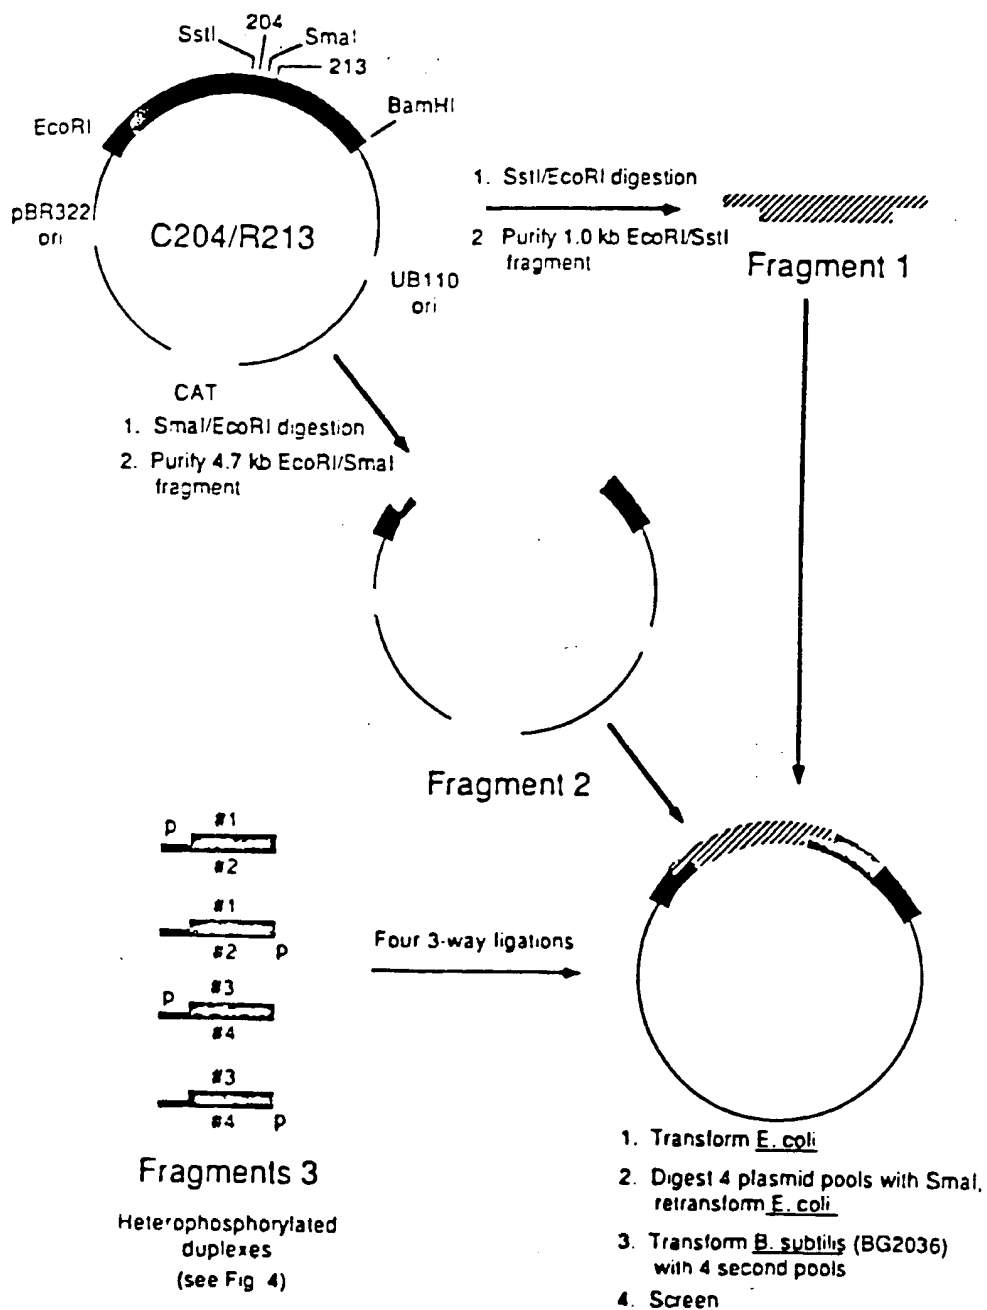 SstI
204
SmaI
213
EcoRI
BamHI
pBR322
ori
C204/R213
UB110
ori
CAT
1. SstI/EcoRI digestion
2 Purify 1.0 kb EcoRI/SstI
fragment
Fragment 1
1. SmaI/EcoRI digestion
2. Purify 4.7 kb EcoRI/SmaI
fragment
Fragment 2
p #1
#2
#1
#2 p
p #3
#4
#3
#4 p
Four 3-way ligations
Fragments 3
Heterophosphorylated
duplexes
(see Fig 4)
1. Transform E. coli
2. Digest 4 plasmid pools with SmaI,
retransform E. coli
3. Transform B. subtilis (BG2036)
with 4 second pools
4. Screen